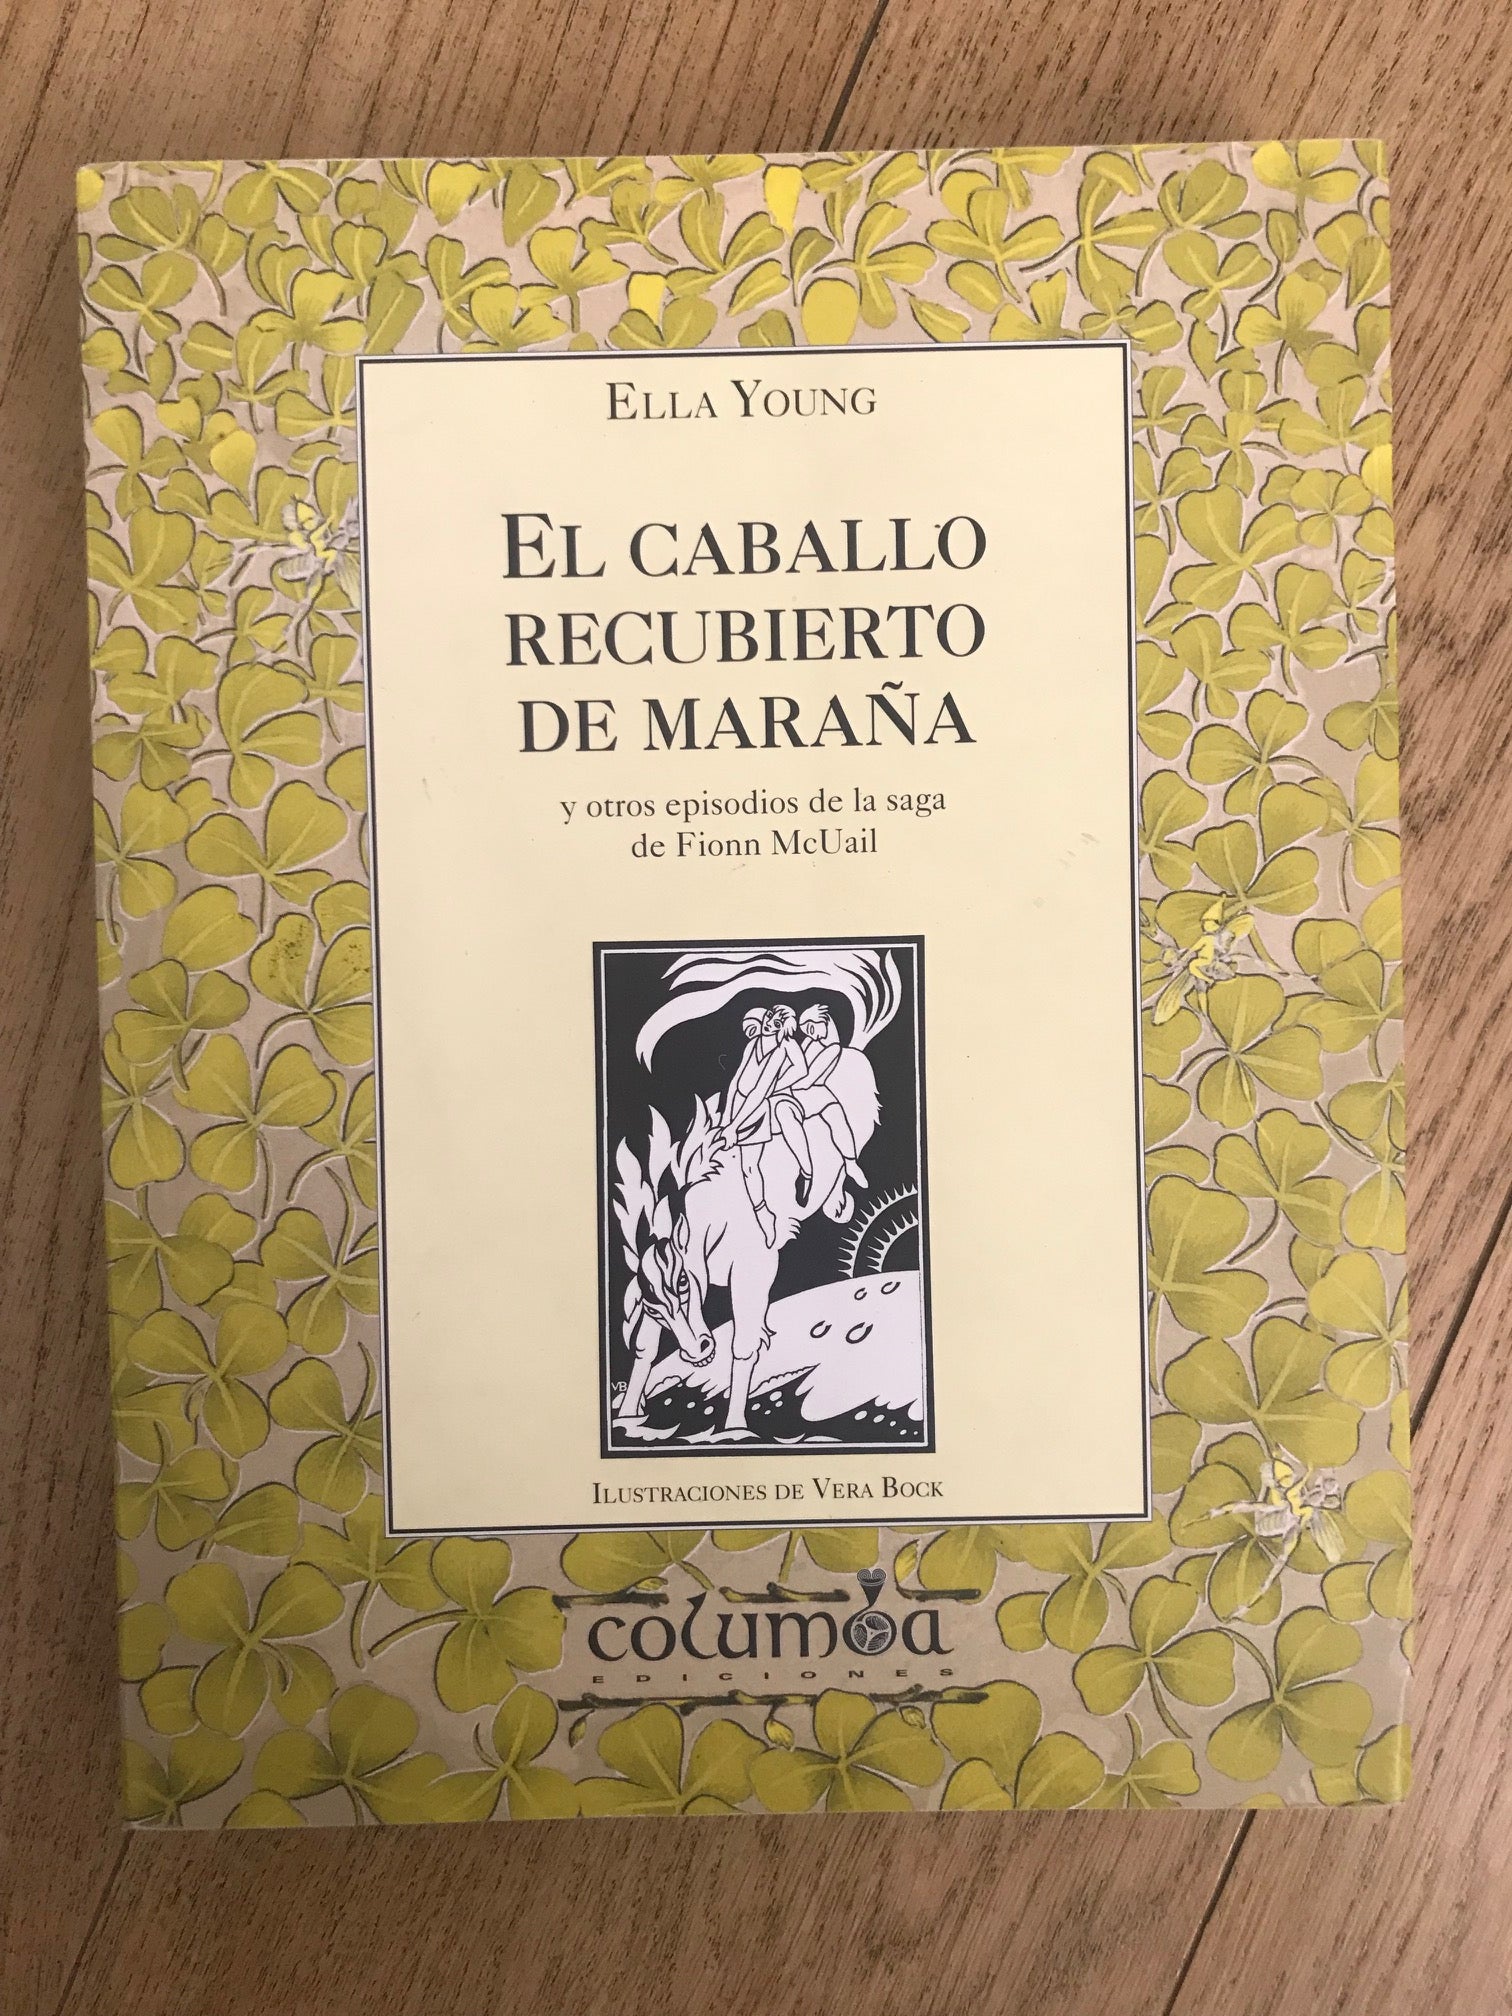 ELLA YOUNG
EL CABALLO
RECUBIERTO
DE MARAÑA
y otros episodios de la saga
de Fionn McUail
VB
ILUSTRACIONES DE VERA BOCK
columba
EDICIONES